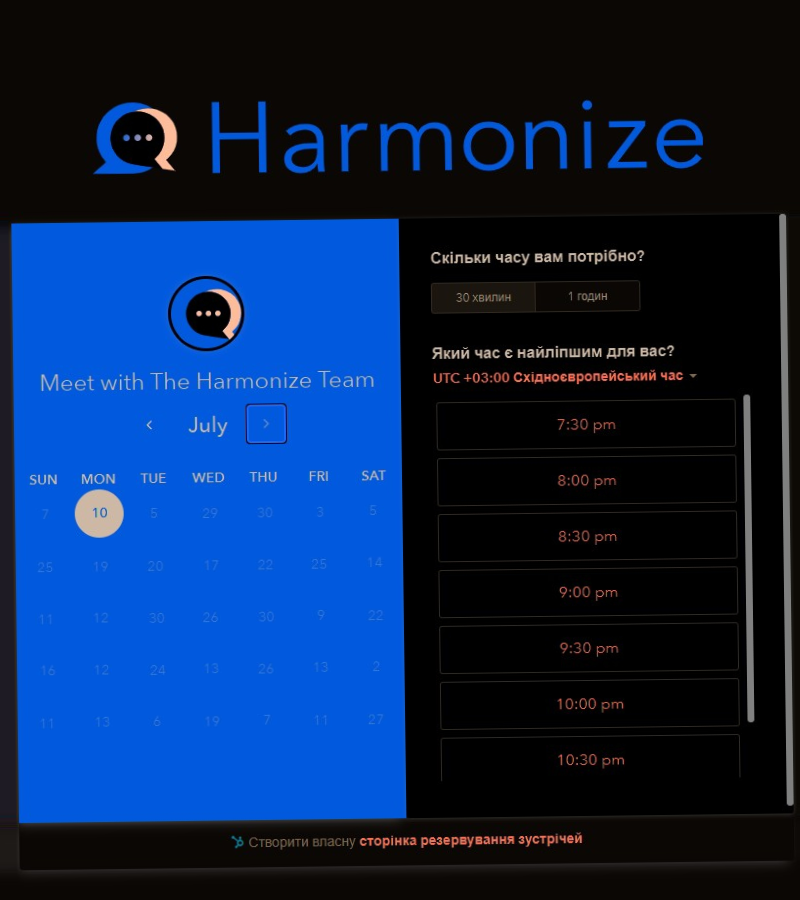 Harmonize
Meet with The Harmonize Team
July
SUN MON TUE WED THU FRI SAT
7 10 5 29 30 3 5
25 19 20 17 22 25 14
11 12 30 26 30 9 22
16 12 24 13 26 13 2
11 13 6 19 7 11 27
Скільки часу вам потрібно?
30 хвилин 1 годин
Який час є найліпшим для вас?
UTC +03:00 Східноєвропейський час
7:30 pm
8:00 pm
8:30 pm
9:00 pm
9:30 pm
10:00 pm
10:30 pm
Створити власну сторінка резервування зустрічей